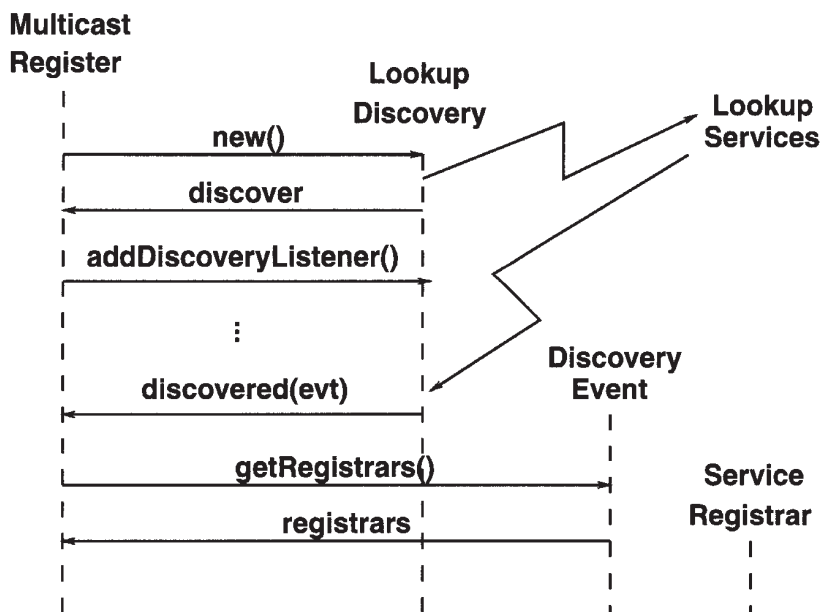 Multicast
Register
Lookup
Discovery
Lookup
Services
new()
discover
addDiscoveryListener()
...
discovered(evt)
Discovery
Event
getRegistrars()
registrars
Service
Registrar